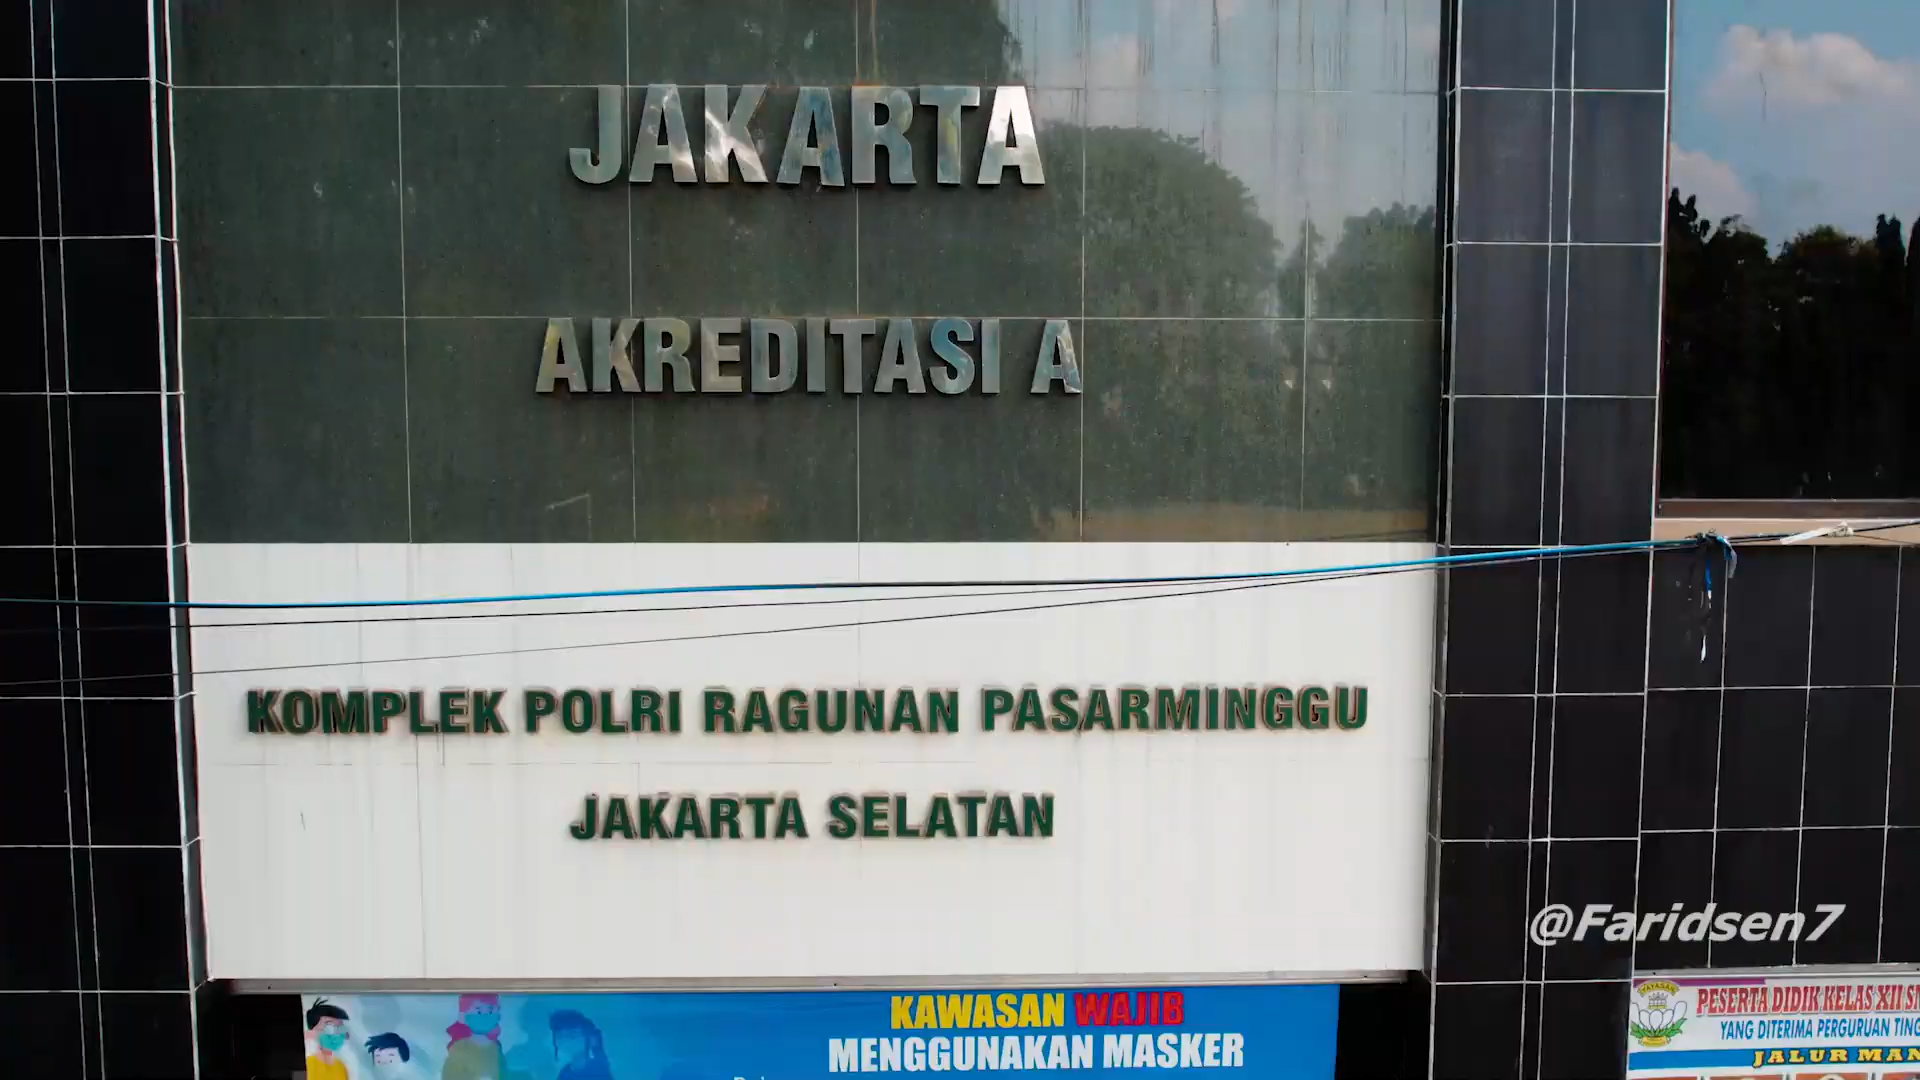 JAKARTA
AKREDITASI A
KOMPLEK POLRI RAGUNAN PASARMINGGU
JAKARTA SELATAN
@Faridsen7
KAWASAN WAJIB
MENGGUNAKAN MASKER
YAYASAN
PESERTA DIDIK KELAS XII
YANG DITERIMA PERGURUAN
JALUR